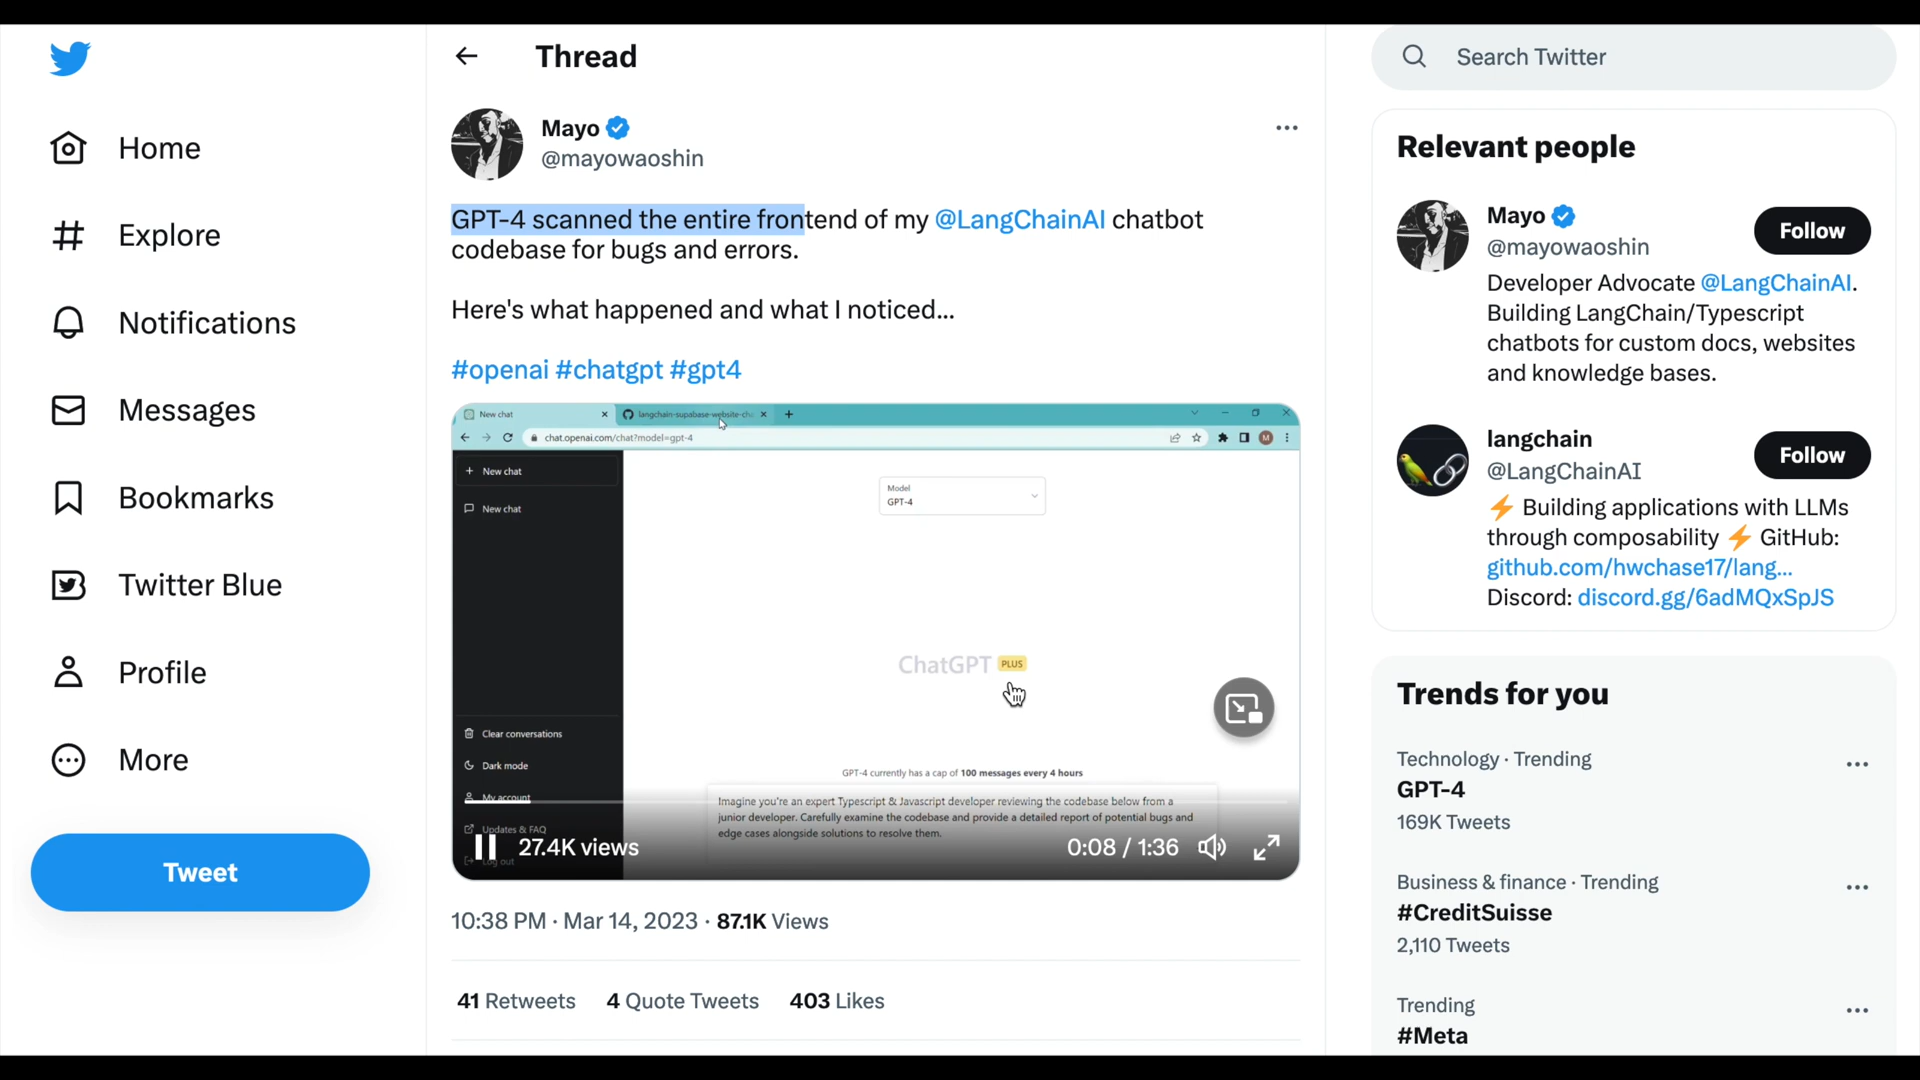 Home
Explore
Notifications
Messages
Bookmarks
Twitter Blue
Profile
More
Tweet
Thread
Mayo
@mayowaoshin
GPT-4 scanned the entire frontend of my @LangChainAI chatbot
codebase for bugs and errors.
Here's what happened and what I noticed...
#openai #chatgpt #gpt4
New chat
langchain-supabase-website-cha
chat.openai.com/chat?model=gpt-4
M
New chat
New chat
Clear conversations
Dark mode
My account
Updates & FAQ
Log out
Model
GPT-4
ChatGPT PLUS
GPT-4 currently has a cap of 100 messages every 4 hours
Imagine you're an expert Typescript & Javascript developer reviewing the codebase below from a
junior developer. Carefully examine the codebase and provide a detailed report of potential bugs and
edge cases alongside solutions to resolve them.
27.4K views
0:08 / 1:36
10:38 PM · Mar 14, 2023 · 87.1K Views
41 Retweets 4 Quote Tweets 403 Likes
Search Twitter
Relevant people
Mayo
@mayowaoshin
Follow
Developer Advocate @LangChainAI.
Building LangChain/Typescript
chatbots for custom docs, websites
and knowledge bases.
langchain
@LangChainAI
Follow
⚡ Building applications with LLMs
through composability ⚡ GitHub:
github.com/hwchase17/lang...
Discord: discord.gg/6adMQxSpJS
Trends for you
Technology · Trending
GPT-4
169K Tweets
Business & finance · Trending
#CreditSuisse
2,110 Tweets
Trending
#Meta